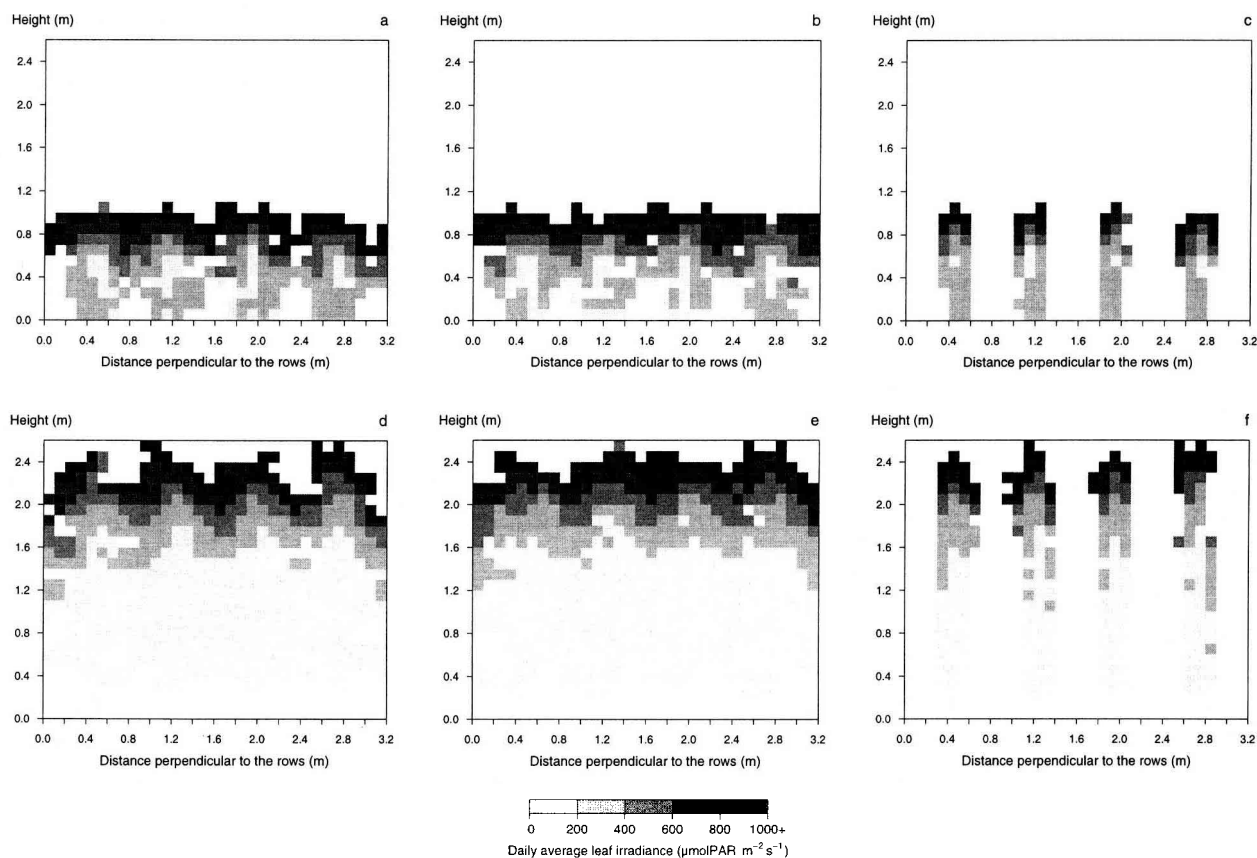 Height (m) a Height (m) b Height (m) c
2.4 2.4 2.4
2.0 2.0 2.0
1.6 1.6 1.6
1.2 1.2 1.2
0.8 0.8 0.8
0.4 0.4 0.4
0.0 0.0 0.0
0.0 0.4 0.8 1.2 1.6 2.0 2.4 2.8 3.2 0.0 0.4 0.8 1.2 1.6 2.0 2.4 2.8 3.2 0.0 0.4 0.8 1.2 1.6 2.0 2.4 2.8 3.2
Distance perpendicular to the rows (m) Distance perpendicular to the rows (m) Distance perpendicular to the rows (m)
Height (m) d Height (m) e Height (m) f
2.4 2.4 2.4
2.0 2.0 2.0
1.6 1.6 1.6
1.2 1.2 1.2
0.8 0.8 0.8
0.4 0.4 0.4
0.0 0.0 0.0
0.0 0.4 0.8 1.2 1.6 2.0 2.4 2.8 3.2 0.0 0.4 0.8 1.2 1.6 2.0 2.4 2.8 3.2 0.0 0.4 0.8 1.2 1.6 2.0 2.4 2.8 3.2
Distance perpendicular to the rows (m) Distance perpendicular to the rows (m) Distance perpendicular to the rows (m)
0 200 400 600 800 1000+
Daily average leaf irradiance (μmolPAR m⁻² s⁻¹)